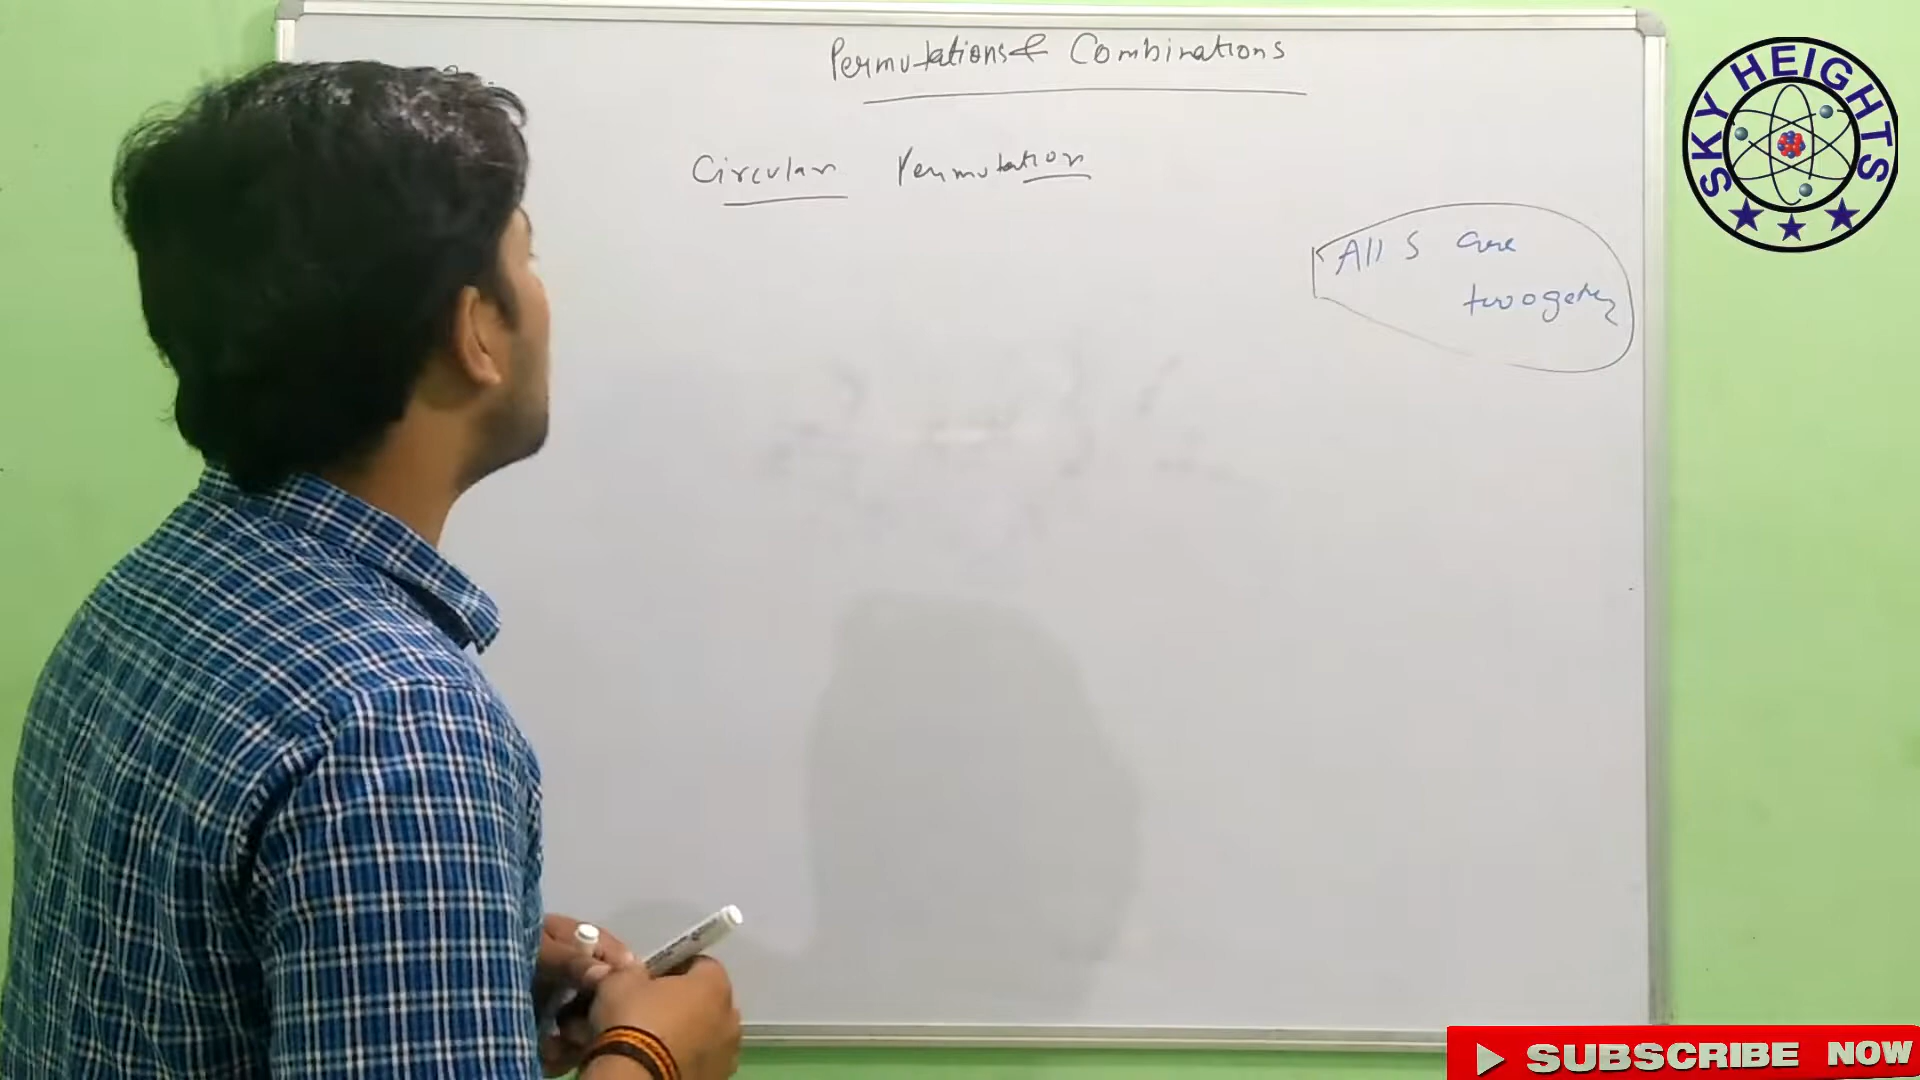 Permutations & Combinations
Circular Permutation
All S are
twogether
SKY HEIGHTS
SUBSCRIBE NOW